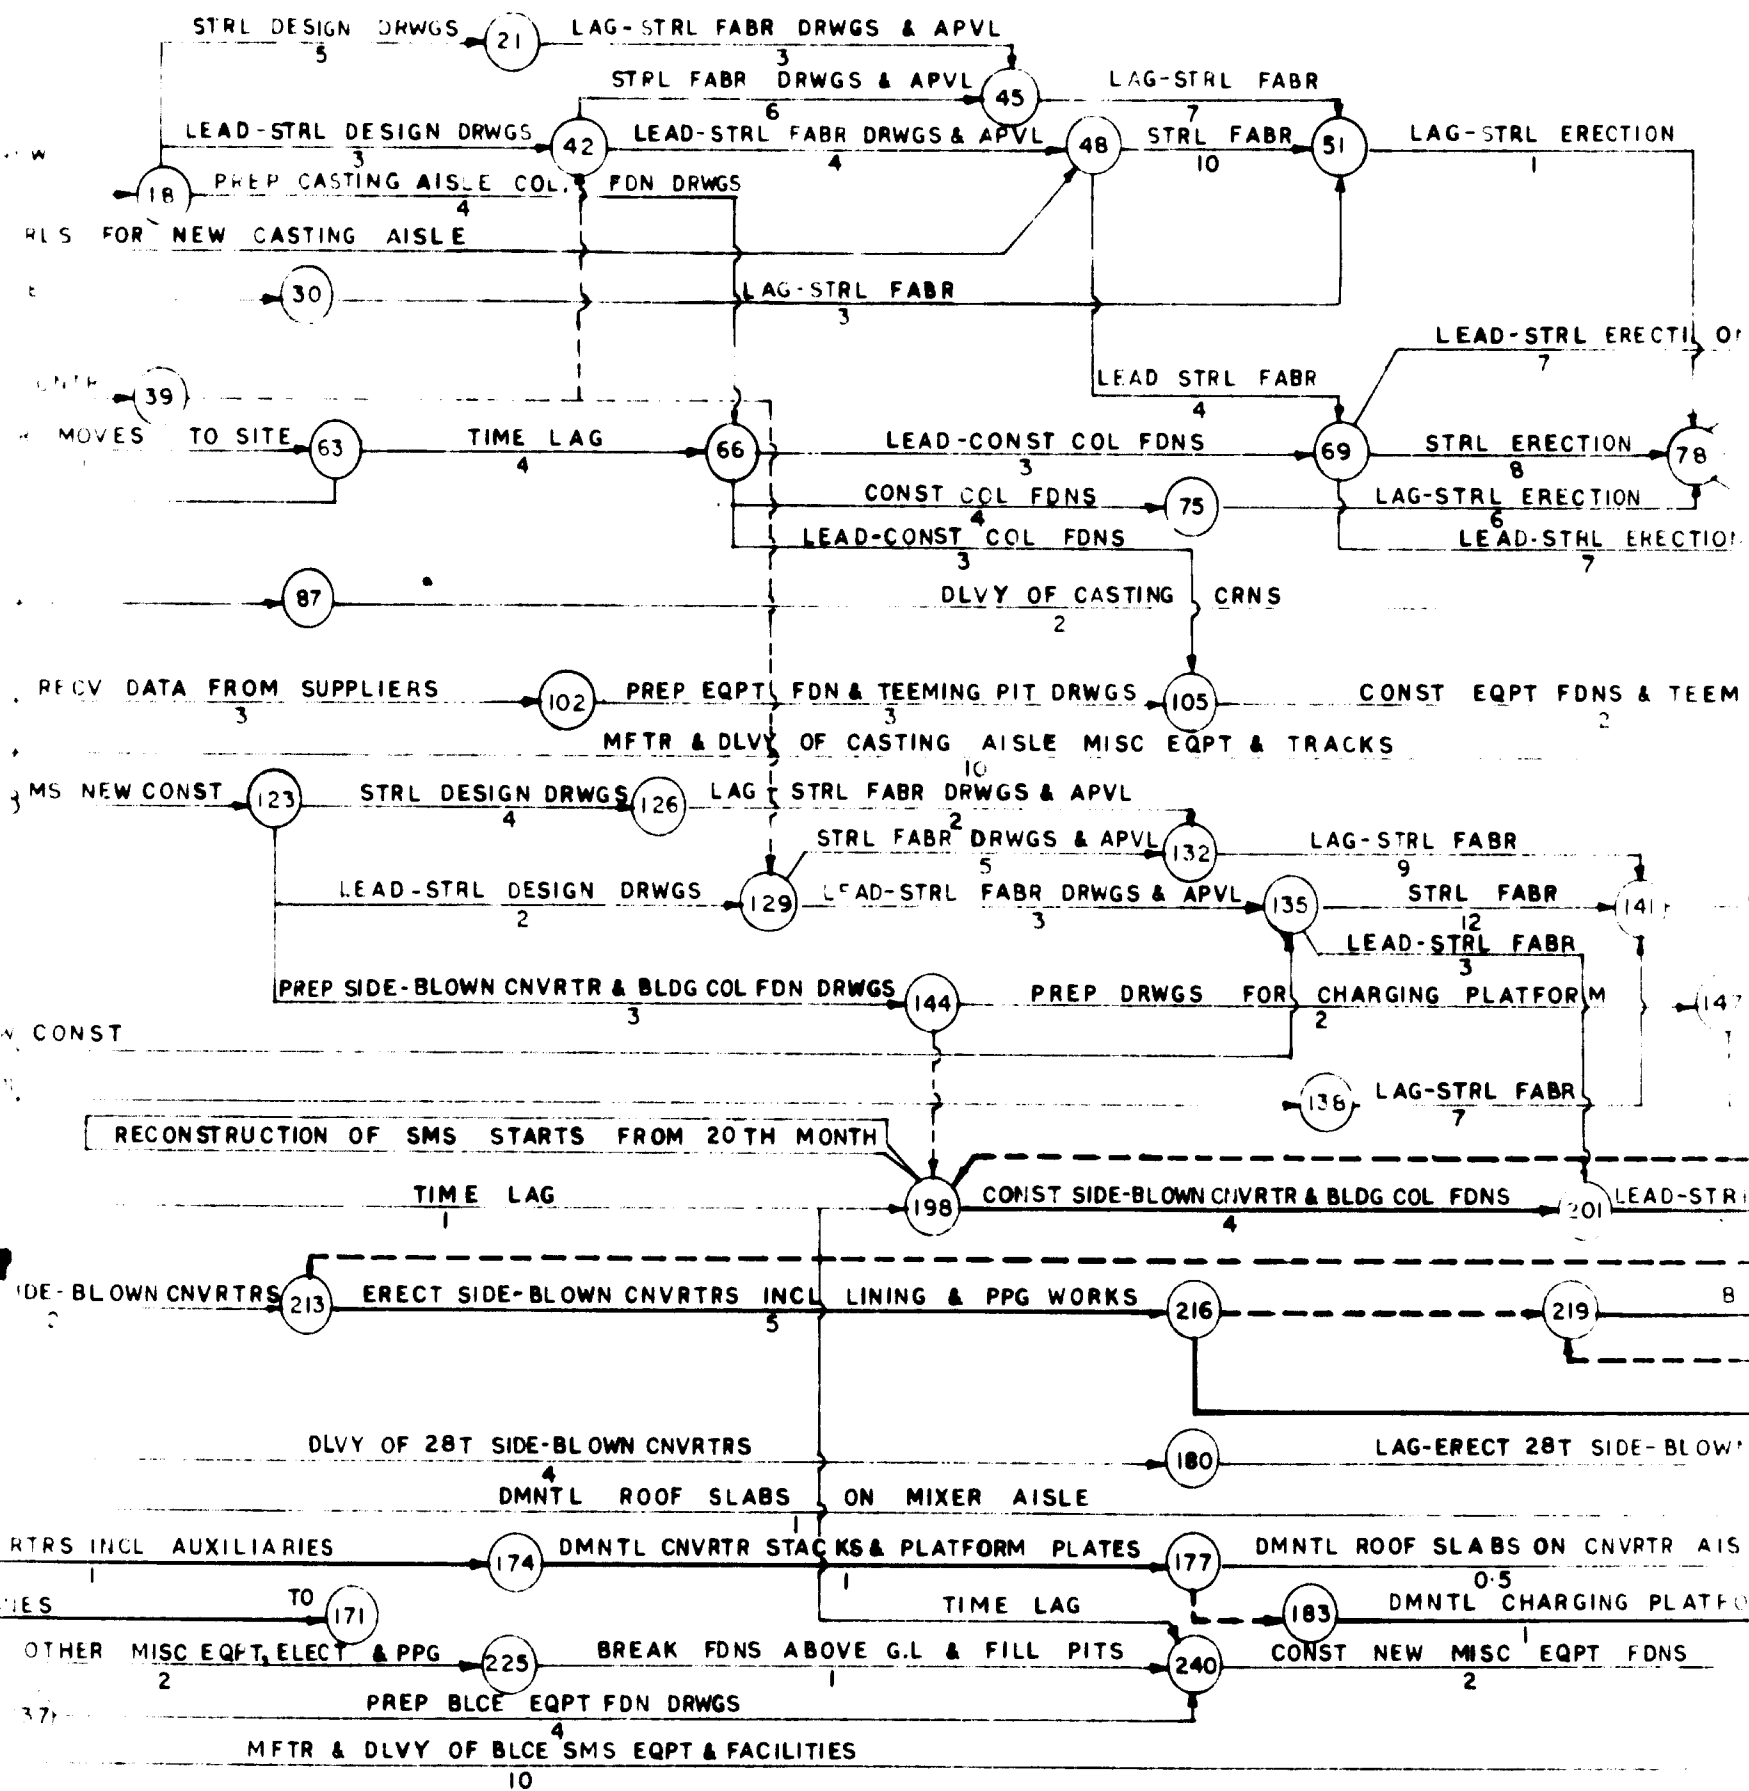 STRL DESIGN DRWGS
5
21
LAG-STRL FABR DRWGS & APVL
3
STRL FABR DRWGS & APVL
6
45
LAG-STRL FABR
7
LEAD-STRL DESIGN DRWGS
3
42
LEAD-STRL FABR DRWGS & APVL
4
48
STRL FABR
10
51
LAG-STRL ERECTION
1
18
PREP CASTING AISLE COL. FDN DRWGS
4
RLS FOR NEW CASTING AISLE
30
LAG-STRL FABR
3
LEAD-STRL ERECTION
7
39
LEAD STRL FABR
4
MOVES TO SITE
63
TIME LAG
4
66
LEAD-CONST COL FDNS
3
69
STRL ERECTION
8
78
CONST COL FDNS
4
75
LAG-STRL ERECTION
6
LEAD-CONST COL FDNS
3
LEAD-STRL ERECTION
7
87
DLVY OF CASTING CRNS
2
RECV DATA FROM SUPPLIERS
3
102
PREP EQPT FDN & TEEMING PIT DRWGS
3
105
CONST EQPT FDNS & TEEM
2
MFTR & DLVY OF CASTING AISLE MISC EQPT & TRACKS
10
MS NEW CONST
123
STRL DESIGN DRWGS
4
126
LAG STRL FABR DRWGS & APVL
2
STRL FABR DRWGS & APVL
5
132
LAG-STRL FABR
9
LEAD-STRL DESIGN DRWGS
2
129
LEAD-STRL FABR DRWGS & APVL
3
135
STRL FABR
12
141
LEAD-STRL FABR
3
PREP SIDE-BLOWN CNVRTR & BLDG COL FDN DRWGS
3
144
PREP DRWGS FOR CHARGING PLATFORM
2
147
CONST
138
LAG-STRL FABR
7
RECONSTRUCTION OF SMS STARTS FROM 20TH MONTH
TIME LAG
1
198
CONST SIDE-BLOWN CNVRTR & BLDG COL FDNS
4
201
LEAD-STR
IDE-BLOWN CNVRTRS
213
ERECT SIDE-BLOWN CNVRTRS INCL LINING & PPG WORKS
5
216
219
B
DLVY OF 28T SIDE-BLOWN CNVRTRS
4
180
LAG-ERECT 28T SIDE-BLOW
DMNTL ROOF SLABS ON MIXER AISLE
1
RTRS INCL AUXILIARIES
1
174
DMNTL CNVRTR STACKS & PLATFORM PLATES
1
177
DMNTL ROOF SLABS ON CNVRTR AIS
0.5
IES TO
171
TIME LAG
183
DMNTL CHARGING PLATFO
1
OTHER MISC EQPT, ELECT & PPG
2
225
BREAK FDNS ABOVE G.L & FILL PITS
1
240
CONST NEW MISC EQPT FDNS
2
37
PREP BLCE EQPT FDN DRWGS
4
MFTR & DLVY OF BLCE SMS EQPT & FACILITIES
10